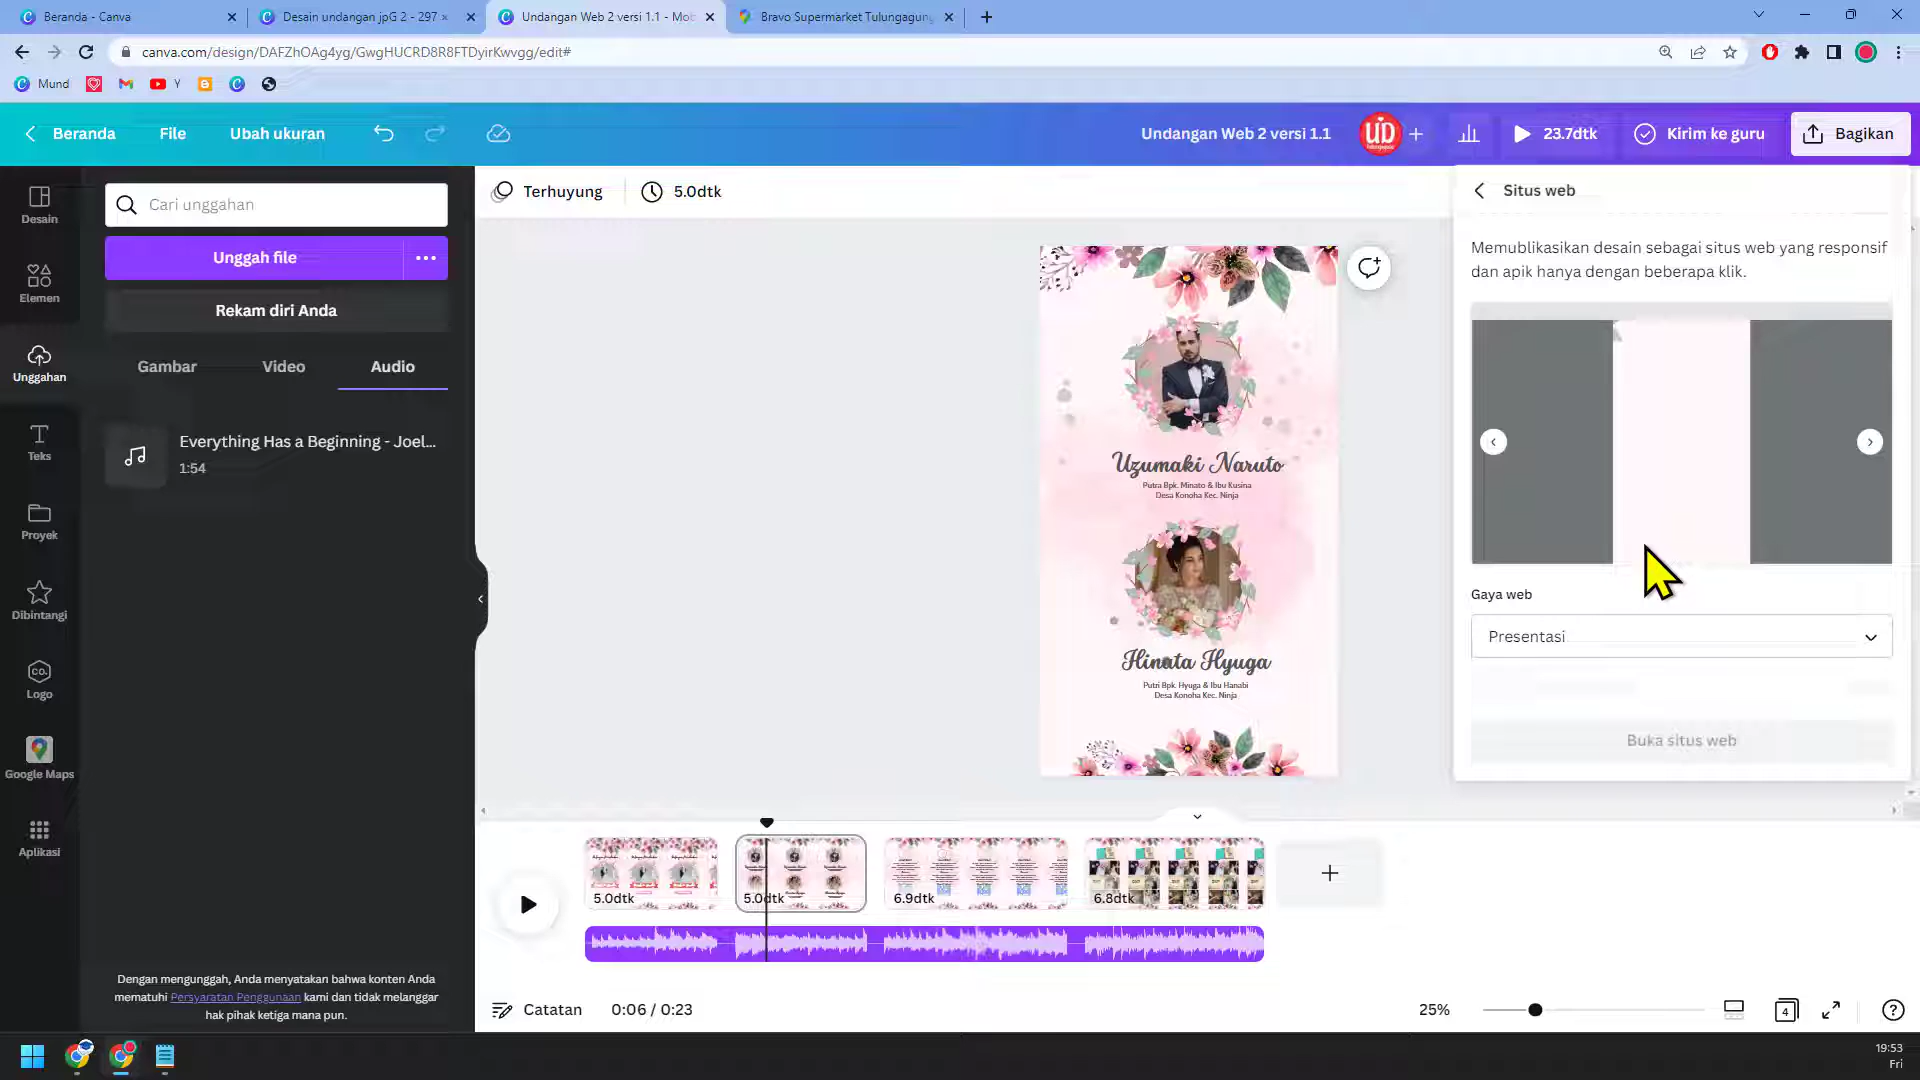 Beranda - Canva
Desain undangan jpG 2 - 297 ×
Undangan Web 2 versi 1.1 - Mob
Bravo Supermarket Tulungagung
canva.com/design/DAFZhOAg4yg/GwgHUCRD8R8FTDyirKwvgg/edit#
Mund
Y
Beranda
File
Ubah ukuran
Undangan Web 2 versi 1.1
23.7dtk
Kirim ke guru
Bagikan
Desain
Elemen
Unggahan
Teks
Proyek
Dibintangi
CO.
Logo
Google Maps
Aplikasi
Cari unggahan
Unggah file
Rekam diri Anda
Gambar
Video
Audio
Everything Has a Beginning - Joel...
1:54
Dengan mengunggah, Anda menyatakan bahwa konten Anda
mematuhi Persyaratan Penggunaan kami dan tidak melanggar
hak pihak ketiga mana pun.
Terhuyung
5.0dtk
Uzumaki Naruto
Putra Bpk. Minato & Ibu Kusina
Desa Konoha Kec. Ninja
Hinata Hyuga
Putri Bpk. Hyuga & Ibu Hanabi
Desa Konoha Kec. Ninja
Situs web
Memublikasikan desain sebagai situs web yang responsif
dan apik hanya dengan beberapa klik.
Gaya web
Presentasi
Buka situs web
5.0dtk
5.0dtk
6.9dtk
6.8dtk
Catatan
0:06 / 0:23
25%
4
19:53
Fri